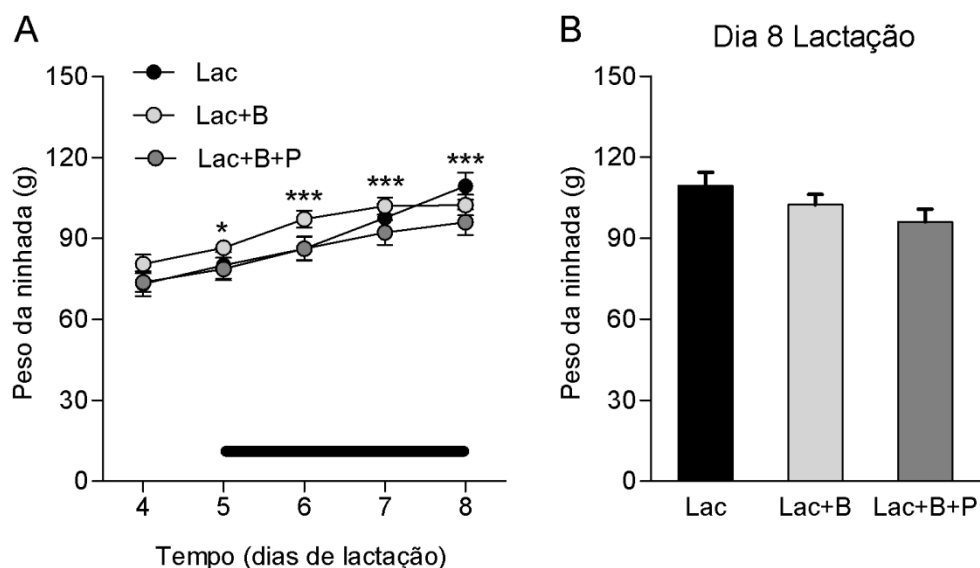 A
Lac
Lac+B
Lac+B+P
150
120
90
60
30
0
Peso da ninhada (g)
*
***
***
***
4 5 6 7 8
Tempo (dias de lactação)
B
Dia 8 Lactação
150
120
90
60
30
0
Peso da ninhada (g)
Lac Lac+B Lac+B+P